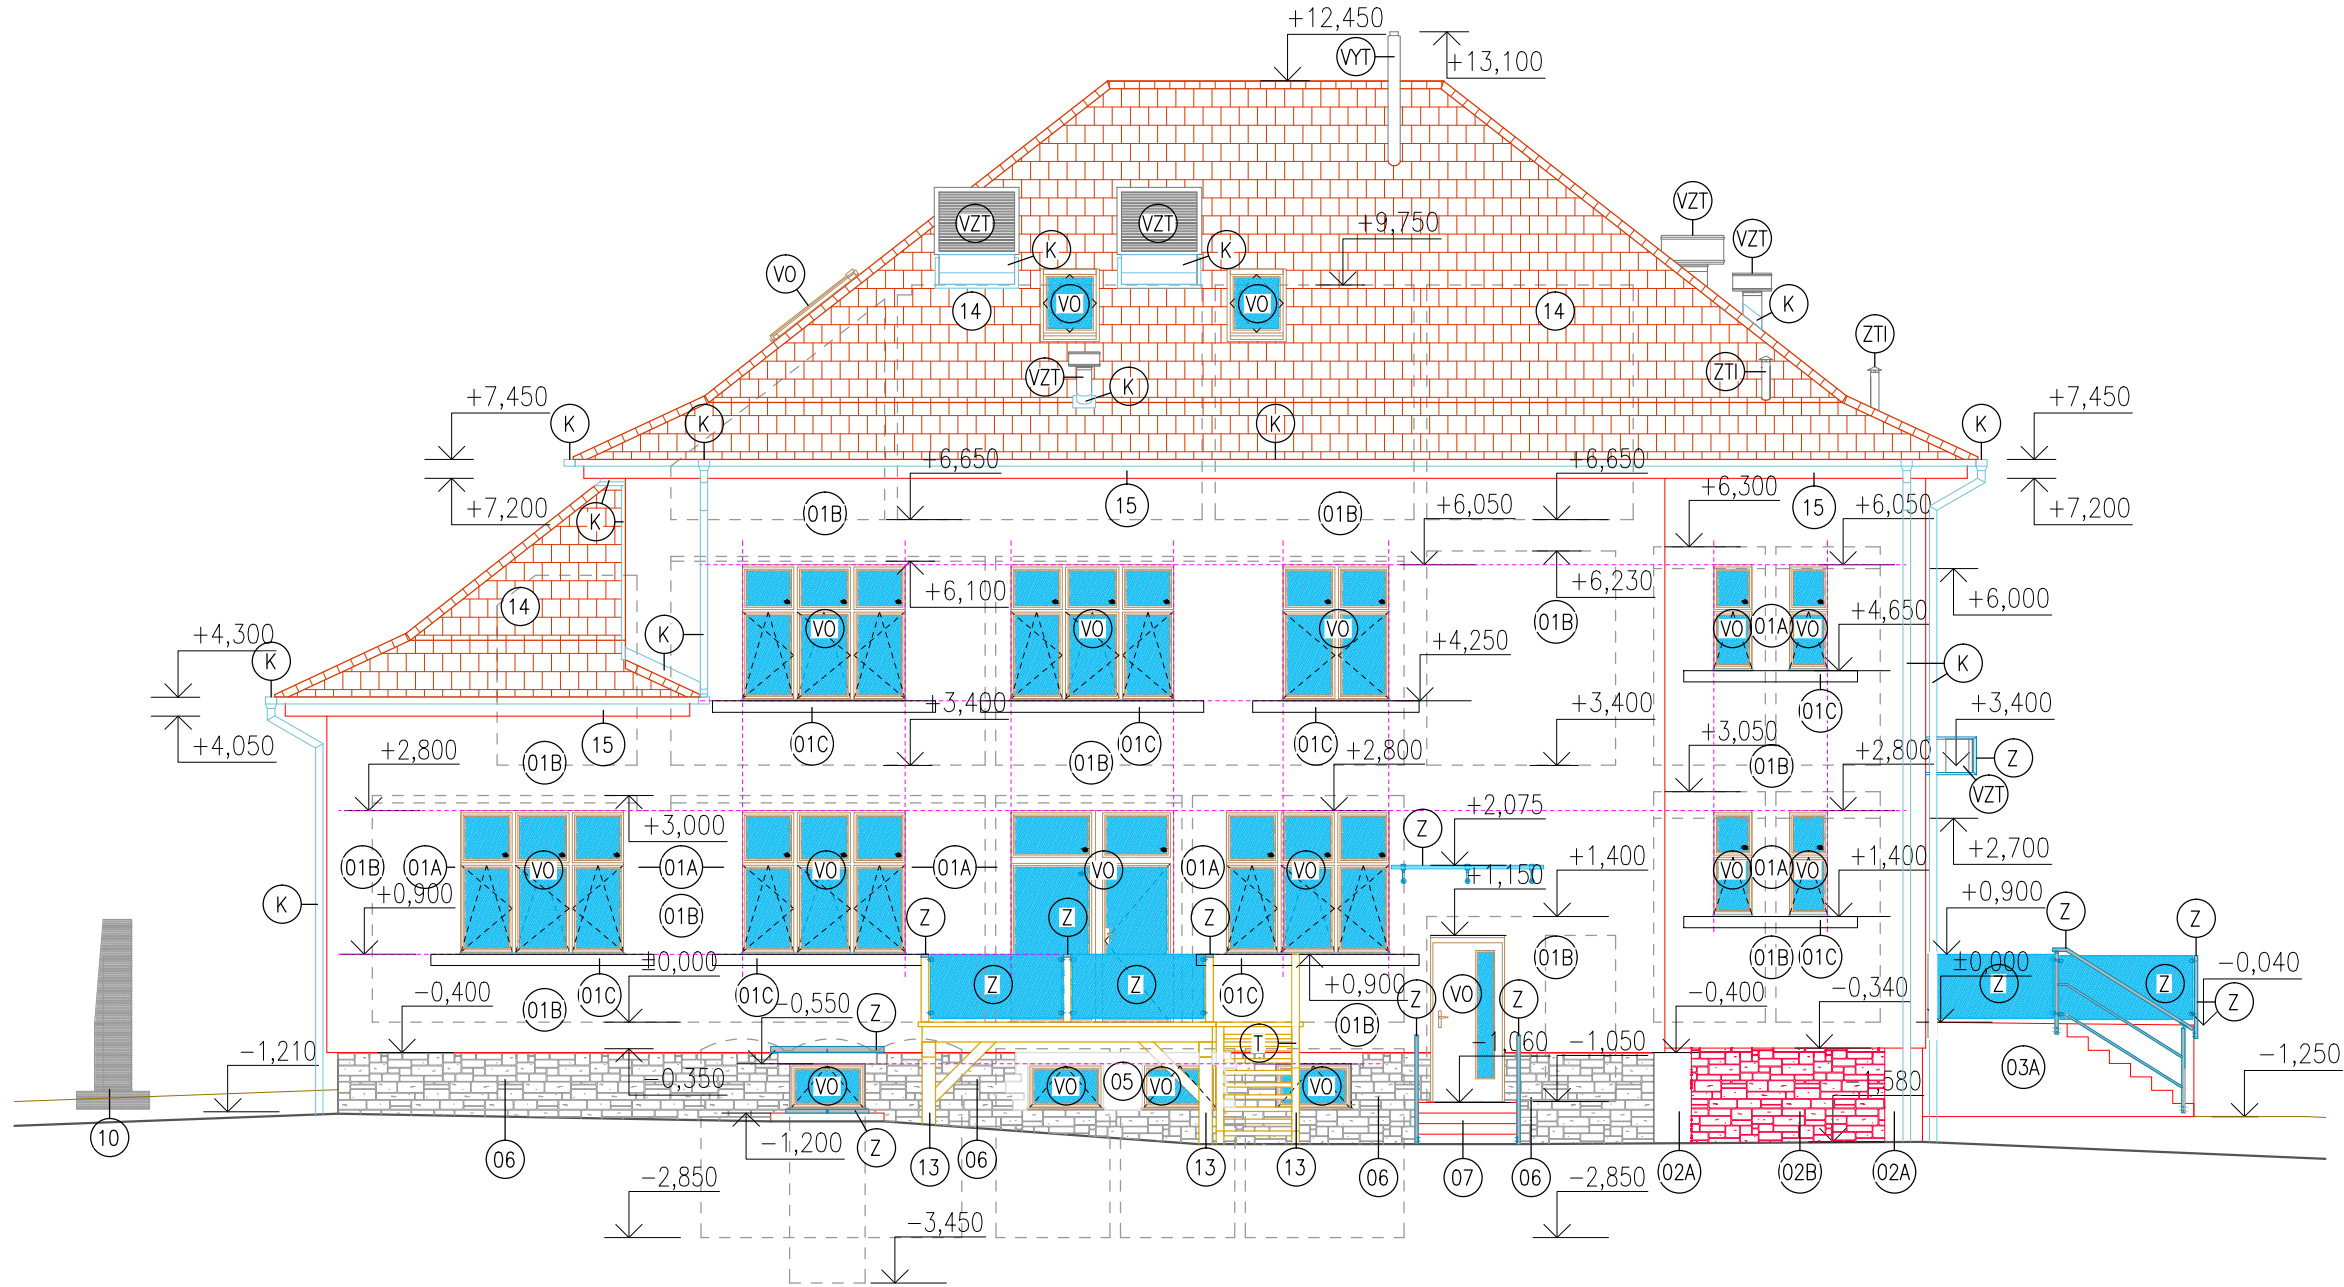 +12,450
VYT
+13,100
VZT
VZT
VZT
VZT
+9,750
K
K
VO
VO
VO
K
14
14
ZTI
VZT
K
ZTI
+7,450
K
K
K
K
+7,450
+6,650
+6,650
+6,300
+7,200
K
01B
15
01B
+6,050
15
+6,050
+7,200
+6,100
+6,230
+6,000
14
K
VO
VO
VO
01B
VO
01A
VO
+4,650
+4,300
K
+4,250
K
+3,400
+3,400
01C
+3,400
+4,050
15
01C
01C
01C
+3,050
+2,800
01B
01B
+2,800
01B
+2,800
Z
VZT
+3,000
Z
+2,075
+2,700
01B
01A
VO
01A
VO
01A
VO
01A
VO
+1,400
VO
01A
VO
+1,400
+0,900
K
01B
Z
Z
Z
+1,150
+0,900
Z
Z
±0,000
01B
01B
01C
±0,000
-0,040
-0,400
01B
01C
01C
-0,550
Z
Z
Z
01C
+0,900
Z
VO
Z
Z
Z
Z
01B
-0,400
-0,340
-1,210
T
-1,060
-1,050
-1,250
-0,350
VO
VO
05
VO
VO
03A
-1,580
10
06
-1,200
Z
13
06
13
13
06
07
06
02A
02B
02A
-2,850
-2,850
-3,450